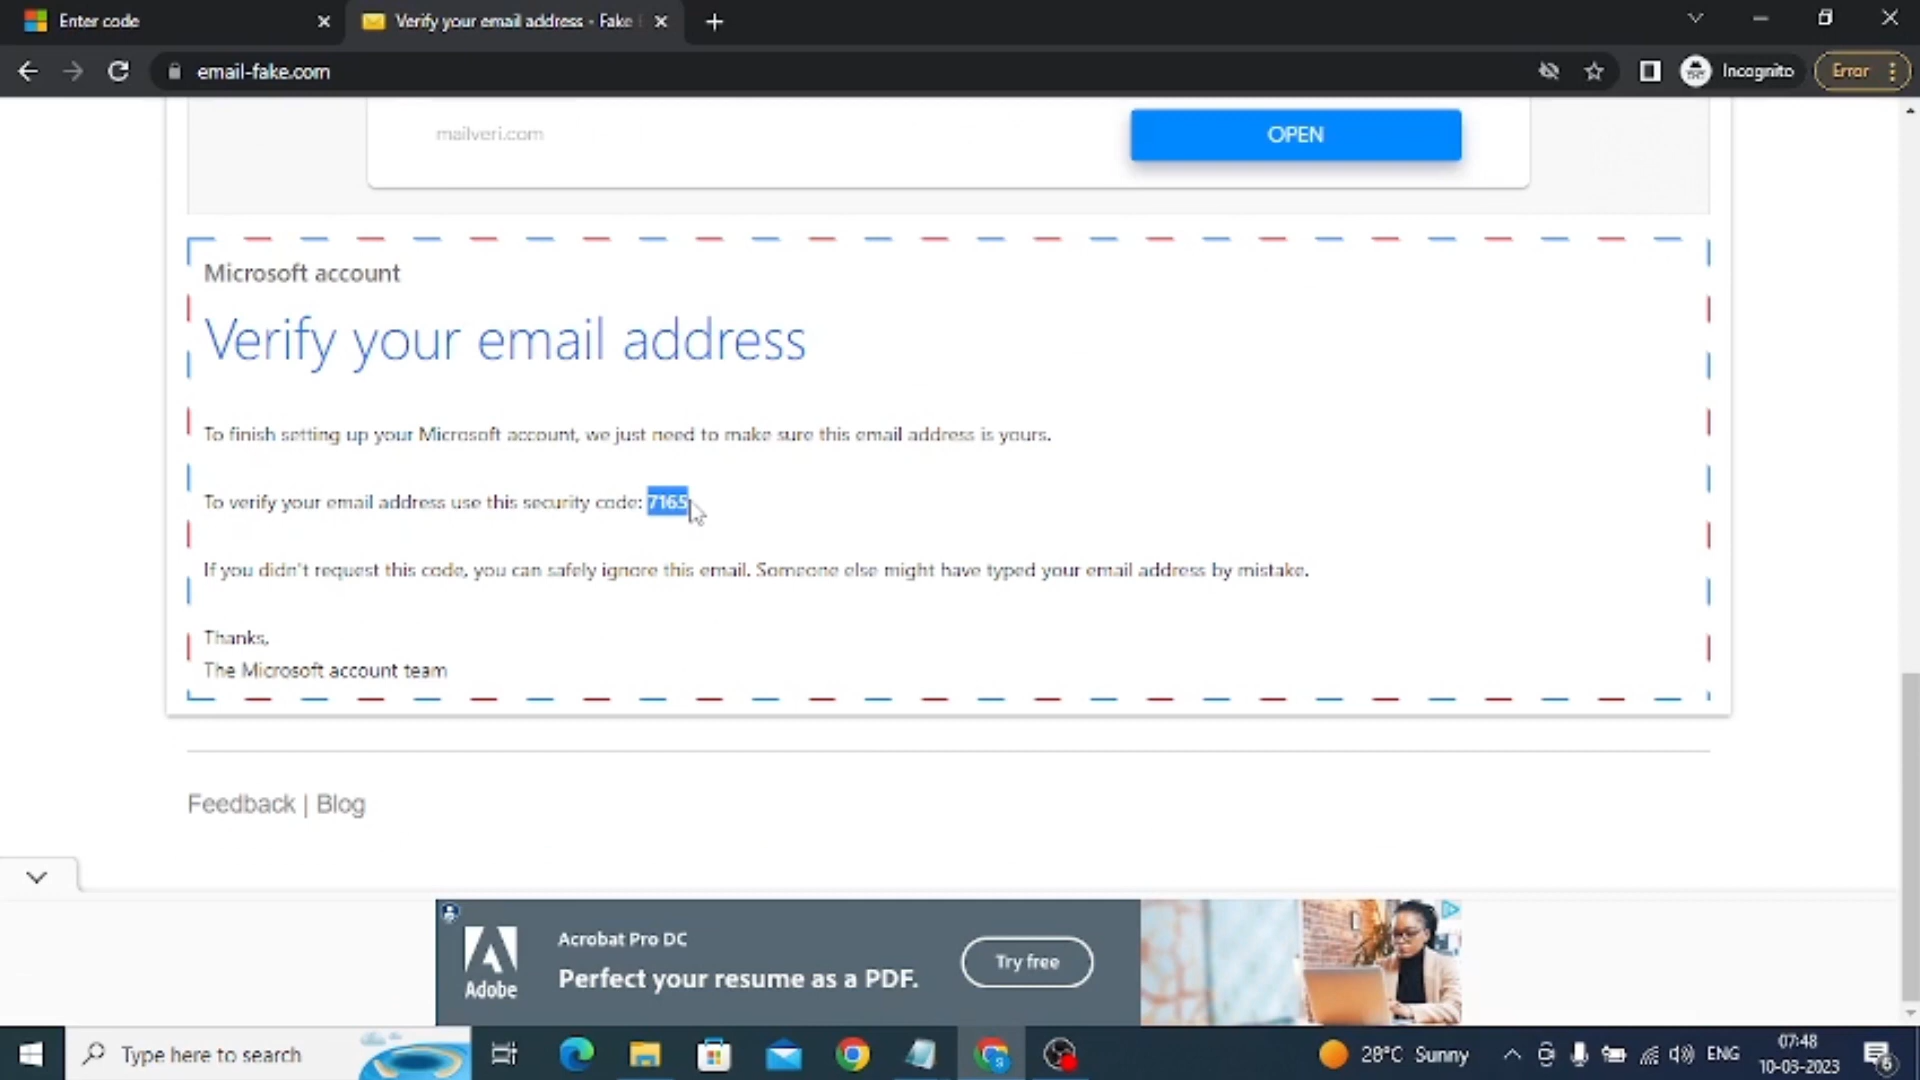 Enter code
Verify your email address - Fake
email-fake.com
Incognito
Error
mailveri.com
OPEN
Microsoft account
Verify your email address
To finish setting up your Microsoft account, we just need to make sure this email address is yours.
To verify your email address use this security code: 7165
If you didn't request this code, you can safely ignore this email. Someone else might have typed your email address by mistake.
Thanks,
The Microsoft account team
Feedback | Blog
Adobe
Acrobat Pro DC
Perfect your resume as a PDF.
Try free
Type here to search
28°C Sunny
ENG
07:48
10-03-2023